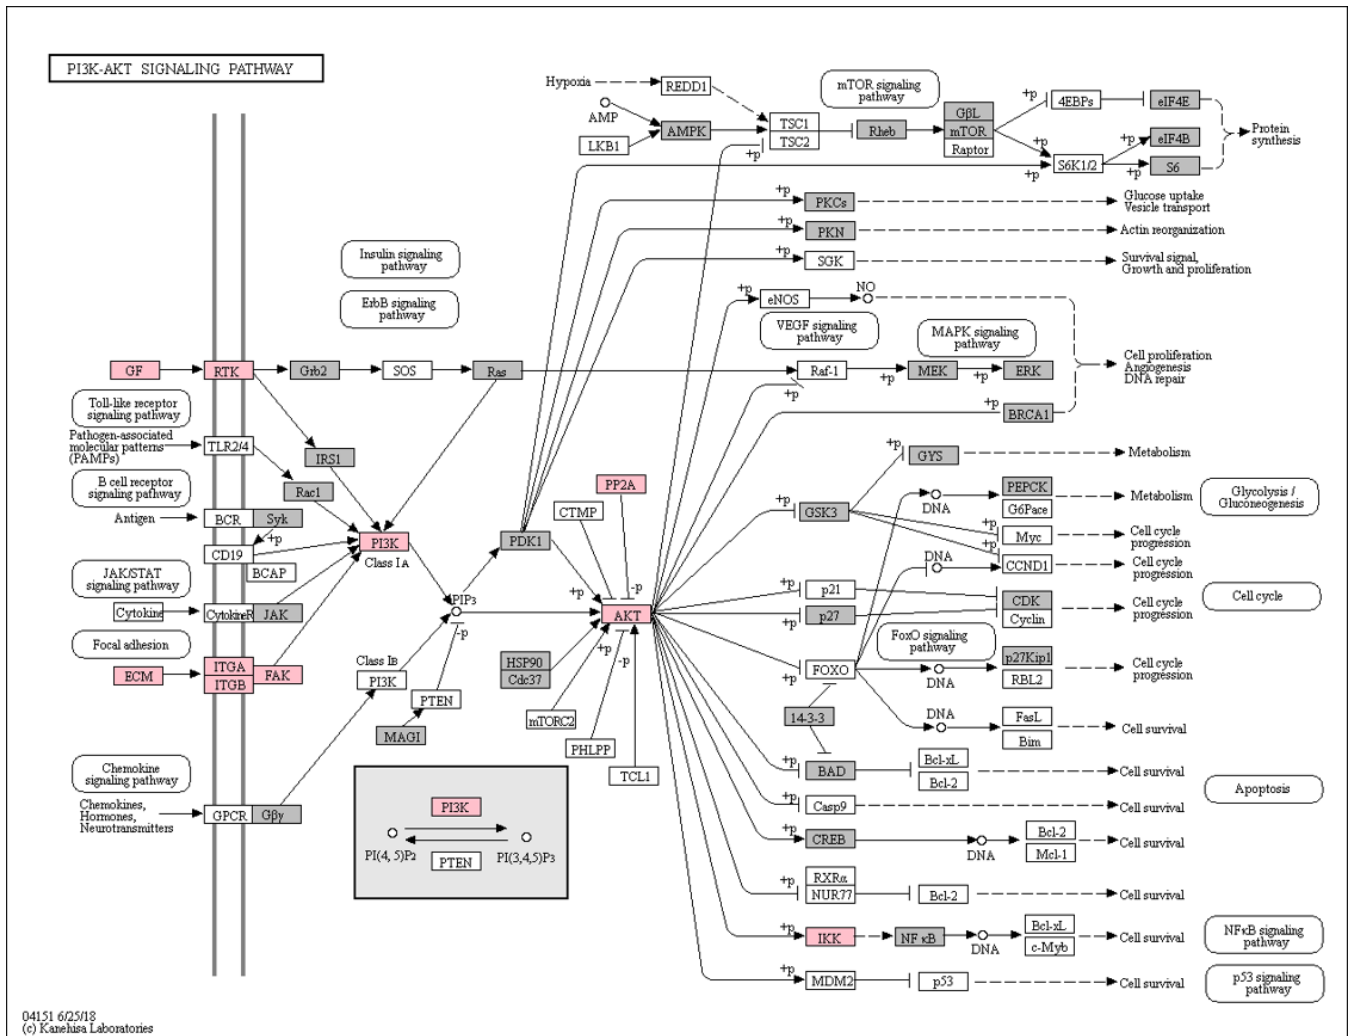 PI3K-AKT SIGNALING PATHWAY
Hypoxia
REDD1
mTOR signaling
pathway
AMP
LKB1
AMPK
TSC1
TSC2
+p
Rheb
GβL
mTOR
Raptor
+p
4EBPs
eIF4E
+p
S6K1/2
+p
+p
eIF4B
+p
S6
Protein
synthesis
+p
PKCs
Glucose uptake
Vesicle transport
+p
PKN
Actin reorganization
+p
SGK
Survival signal,
Growth and proliferation
Insulin signaling
pathway
ErbB signaling
pathway
+p
eNOS
NO
VEGF signaling
pathway
MAPK signaling
pathway
GF
RTK
Grb2
SOS
Ras
Raf-1
+p
+p
MEK
+p
ERK
+p
BRCA1
Cell proliferation
Angiogenesis
DNA repair
Toll-like receptor
signaling pathway
Pathogen-associated
molecular patterns
(PAMPs)
TLR2/4
IRS1
Rac1
B cell receptor
signaling pathway
Antigen
BCR
Syk
+p
CD19
BCAP
PI3K
Class IA
PDK1
CTMP
PP2A
+p
-p
AKT
+p
-p
PIP3
-p
JAK/STAT
signaling pathway
Cytokine
CytokineR
JAK
Focal adhesion
ECM
ITGA
ITGB
FAK
Class IB
PI3K
PTEN
MAGI
HSP90
Cdc37
mTORC2
PHLPP
TCL1
Chemokine
signaling pathway
Chemokines,
Hormones,
Neurotransmitters
GPCR
Gβγ
PI3K
PI(4, 5)P2
PI(3,4,5)P3
PTEN
+p
GSK3
+p
GYS
Metabolism
DNA
PEPCK
G6Pace
Metabolism
Glycolysis /
Gluconeogenesis
+p
Myc
Cell cycle
progression
DNA
+p
CCND1
Cell cycle
progression
+p
p21
+p
p27
CDK
Cyclin
Cell cycle
progression
Cell cycle
FoxO signaling
pathway
+p
FOXO
DNA
p27Kip1
RBL2
Cell cycle
progression
14-3-3
DNA
FasL
Bim
Cell survival
+p
BAD
Bcl-xL
Bcl-2
Cell survival
Apoptosis
+p
Casp9
Cell survival
+p
CREB
DNA
Bcl-2
Mcl-1
Cell survival
+p
RXRα
NUR77
Bcl-2
Cell survival
+p
IKK
NFκB
DNA
Bcl-xL
c-Myb
Cell survival
NFκB signaling
pathway
+p
MDM2
p53
Cell survival
p53 signaling
pathway
04151 6/25/18
(c) Kanehisa Laboratories